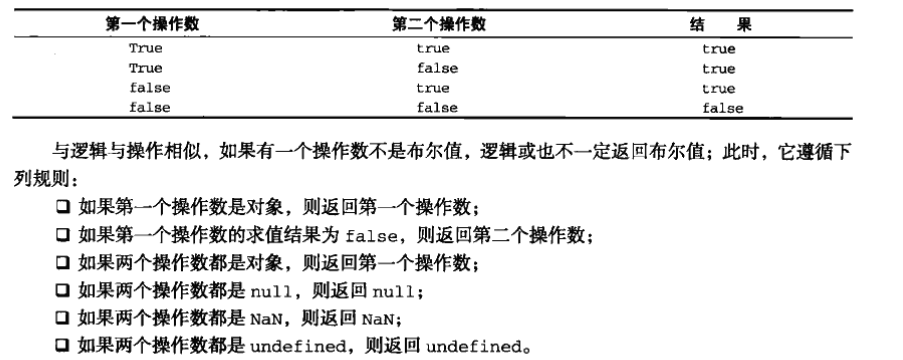 第一个操作数 第二个操作数 结 果
True true true
True false true
false true true
false false false
与逻辑与操作相似，如果有一个操作数不是布尔值，逻辑或也不一定返回布尔值；此时，它遵循下
列规则：
❑ 如果第一个操作数是对象，则返回第一个操作数；
❑ 如果第一个操作数的求值结果为 false，则返回第二个操作数；
❑ 如果两个操作数都是对象，则返回第一个操作数；
❑ 如果两个操作数都是 null，则返回 null；
❑ 如果两个操作数都是 NaN，则返回 NaN；
❑ 如果两个操作数都是 undefined，则返回 undefined。